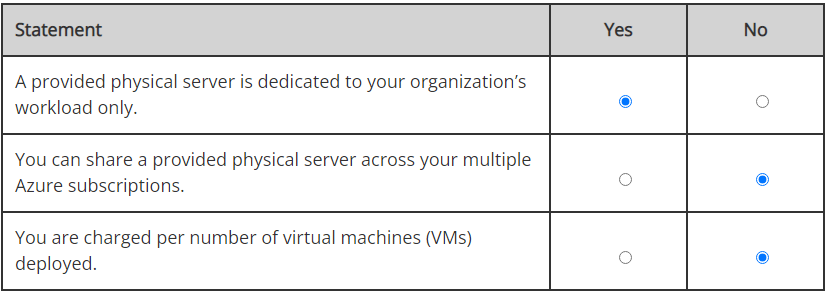 Statement Yes No
A provided physical server is dedicated to your organization’s
workload only.
You can share a provided physical server across your multiple
Azure subscriptions.
You are charged per number of virtual machines (VMs)
deployed.